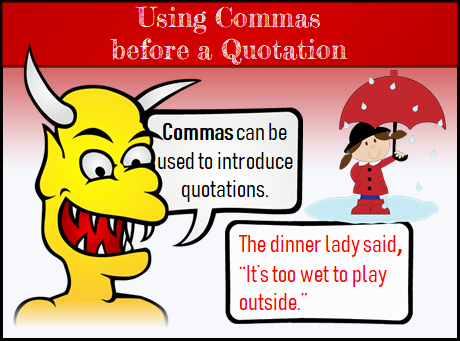 Using Commas
before a Quotation
Commas can be
used to introduce
quotations.
The dinner lady said,
“It’s too wet to play
outside.”